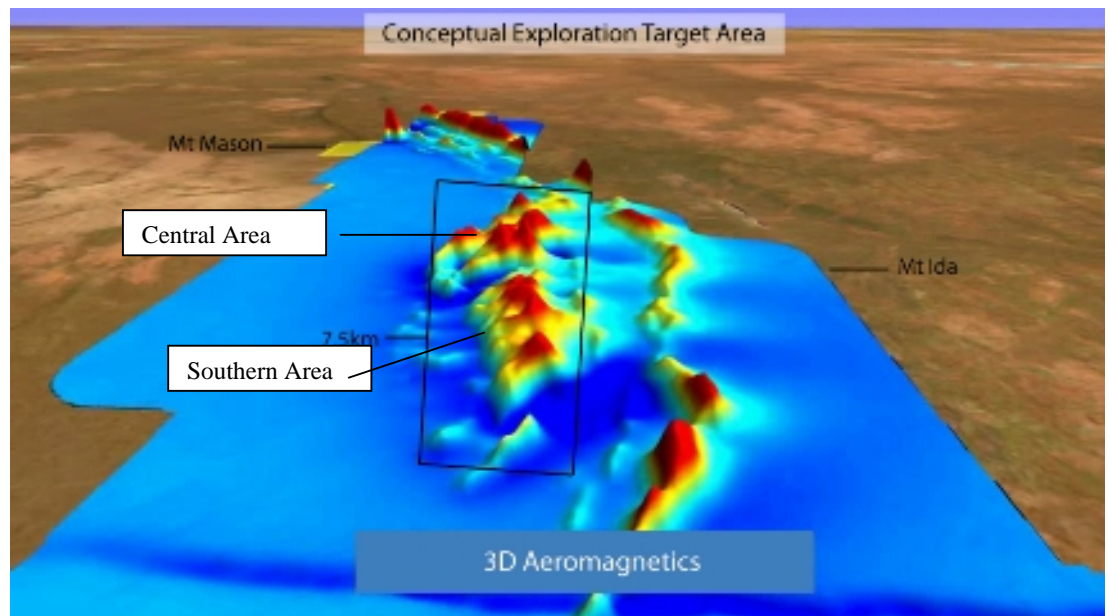 Conceptual Exploration Target Area
Mt Mason
Central Area
Mt Ida
7.5km
Southern Area
3D Aeromagnetics